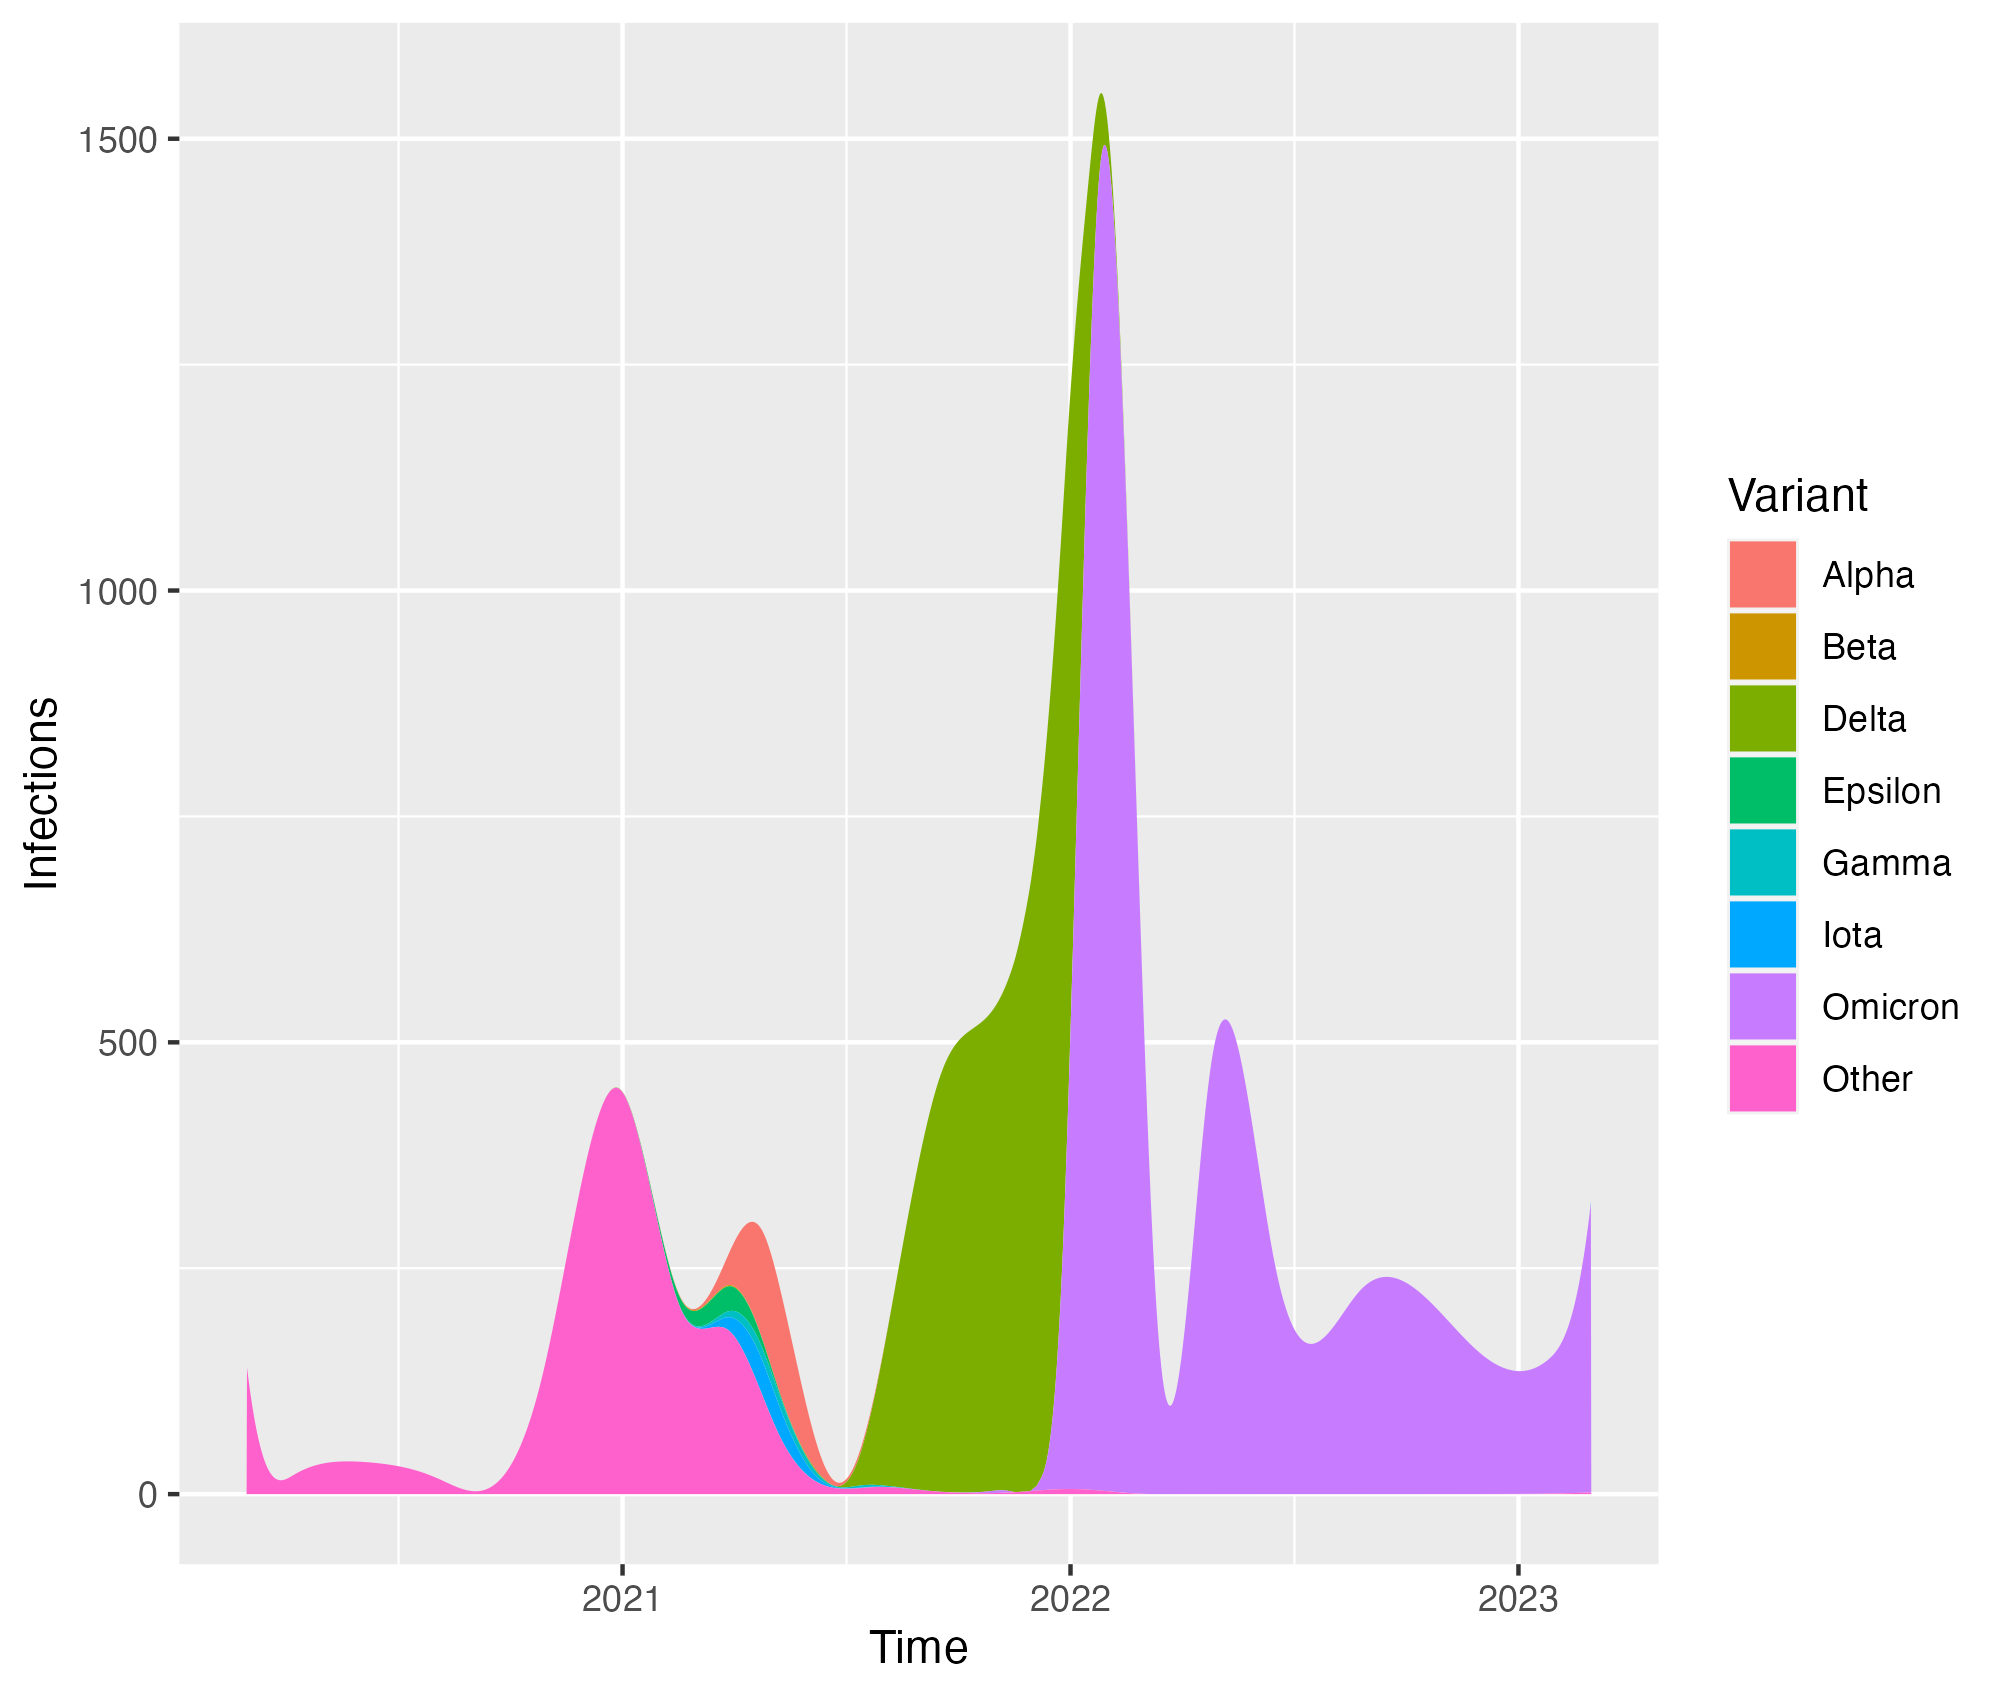 1500
1000
500
0
Infections
2021
2022
2023
Time
Variant
Alpha
Beta
Delta
Epsilon
Gamma
Iota
Omicron
Other